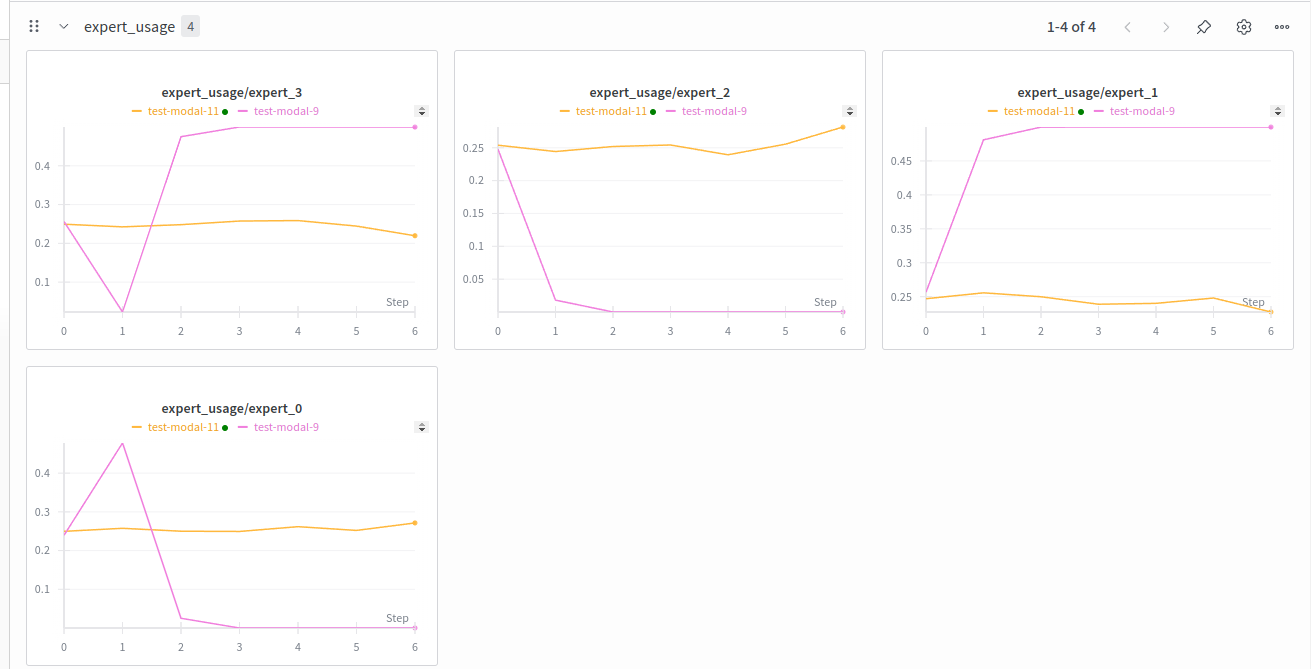 expert_usage 4
1-4 of 4
expert_usage/expert_3
test-modal-11 test-modal-9
0.4
0.3
0.2
0.1
Step
0 1 2 3 4 5 6
expert_usage/expert_2
test-modal-11 test-modal-9
0.25
0.2
0.15
0.1
0.05
Step
0 1 2 3 4 5 6
expert_usage/expert_1
test-modal-11 test-modal-9
0.45
0.4
0.35
0.3
0.25
Step
0 1 2 3 4 5 6
expert_usage/expert_0
test-modal-11 test-modal-9
0.4
0.3
0.2
0.1
Step
0 1 2 3 4 5 6